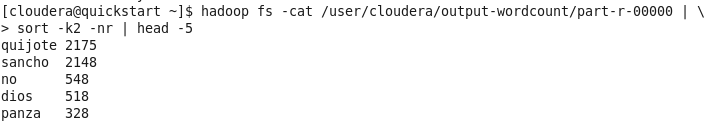 [cloudera@quickstart ~]$ hadoop fs -cat /user/cloudera/output-wordcount/part-r-00000 | \
> sort -k2 -nr | head -5
quijote 2175
sancho  2148
no      548
dios    518
panza   328